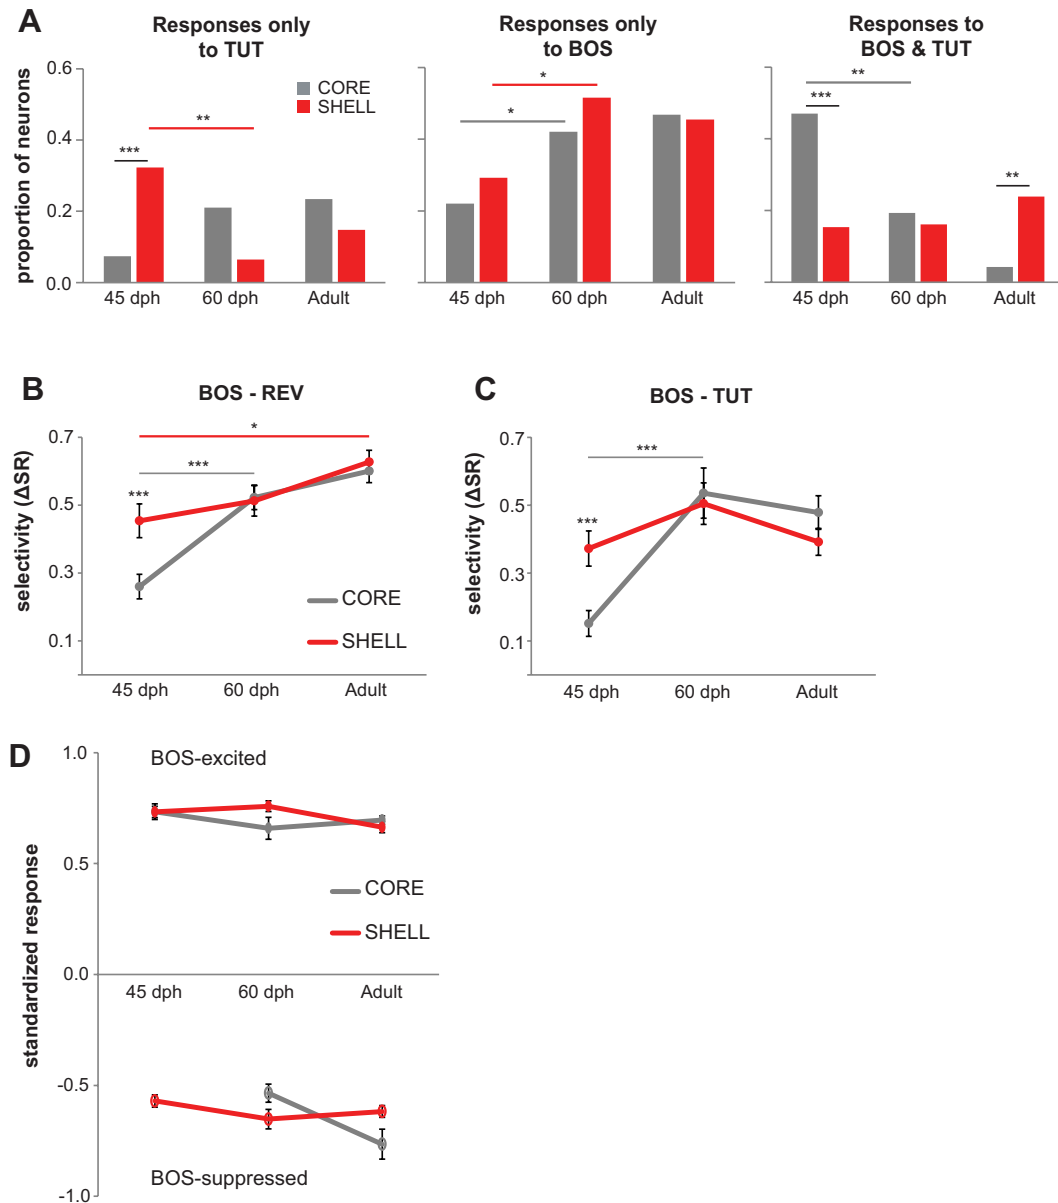 A
Responses only
to TUT
Responses only
to BOS
Responses to
BOS & TUT
proportion of neurons
0.6
0.4
0.2
0.0
CORE
SHELL
***
**
*
*
***
**
**
45 dph 60 dph Adult
45 dph 60 dph Adult
45 dph 60 dph Adult
B
BOS - REV
selectivity (ΔSR)
0.7
0.5
0.3
0.1
*
***
***
CORE
SHELL
45 dph 60 dph Adult
C
BOS - TUT
selectivity (ΔSR)
0.7
0.5
0.3
0.1
***
***
45 dph 60 dph Adult
D
standardized response
1.0
0.5
0.0
-0.5
-1.0
BOS-excited
CORE
SHELL
45 dph 60 dph Adult
BOS-suppressed